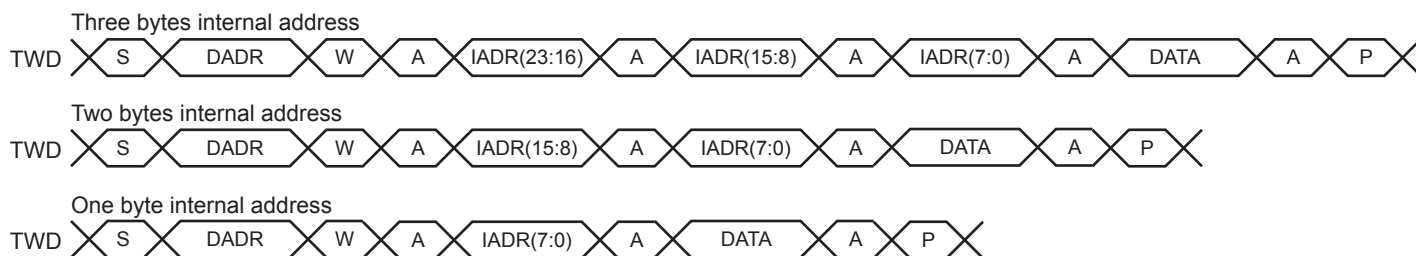 Three bytes internal address
TWD S DADR W A IADR(23:16) A IADR(15:8) A IADR(7:0) A DATA A P
Two bytes internal address
TWD S DADR W A IADR(15:8) A IADR(7:0) A DATA A P
One byte internal address
TWD S DADR W A IADR(7:0) A DATA A P